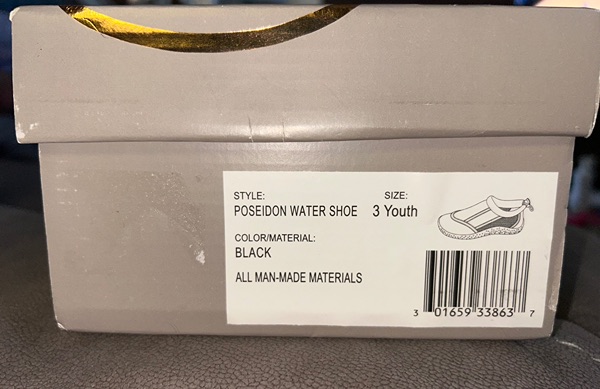 STYLE: SIZE:
POSEIDON WATER SHOE 3 Youth
COLOR/MATERIAL:
BLACK
ALL MAN-MADE MATERIALS
3 01659 33863 7